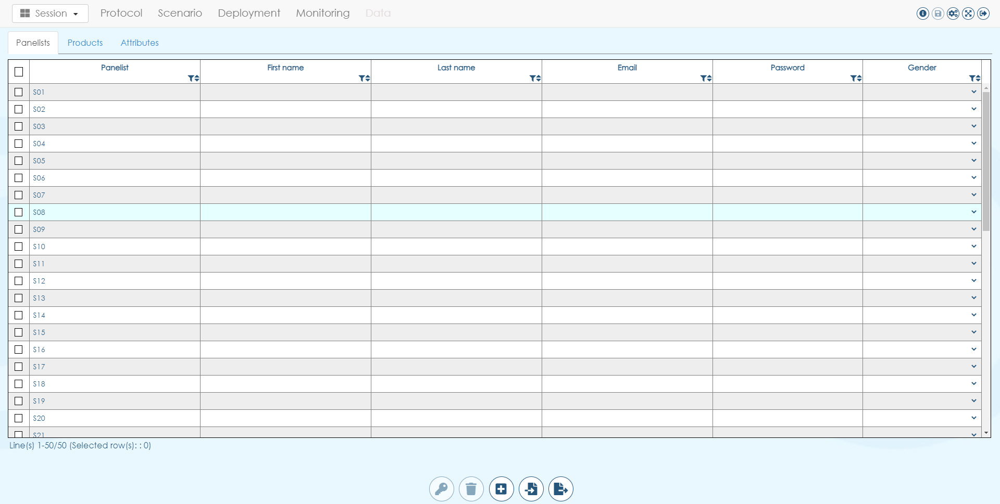 Session Protocol Scenario Deployment Monitoring Data
Panelists Products Attributes
Panelist First name Last name Email Password Gender
S01
S02
S03
S04
S05
S06
S07
S08
S09
S10
S11
S12
S13
S14
S15
S16
S17
S18
S19
S20
S21
Line(s) 1-50/50 (Selected row(s): : 0)